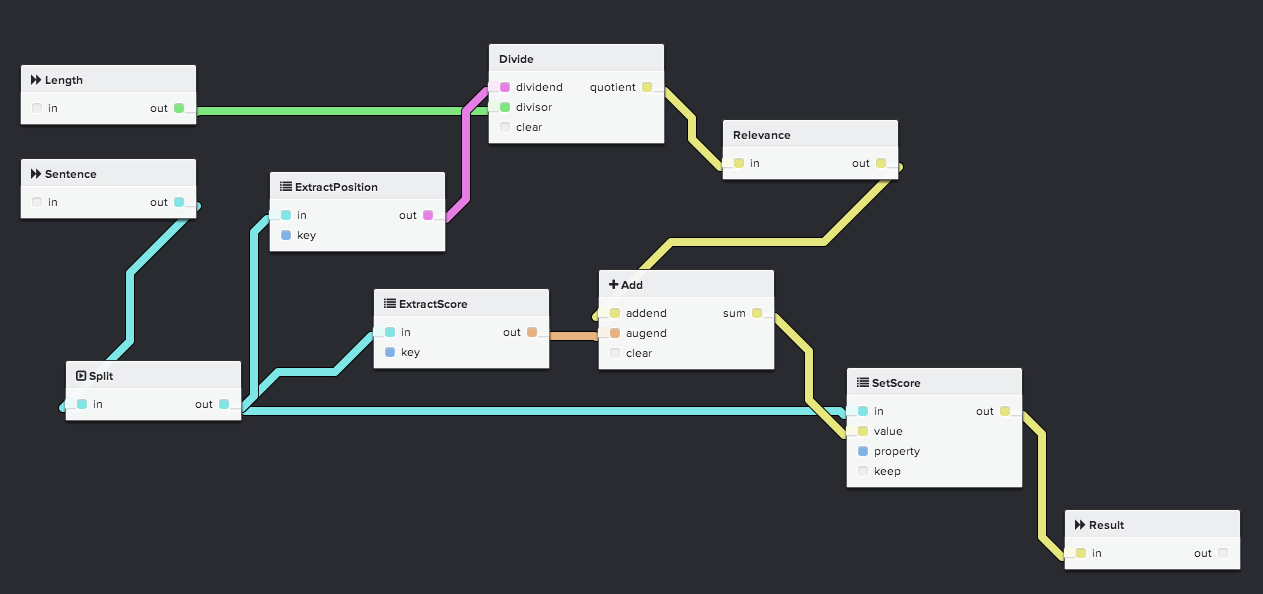 Length
in out
Sentence
in out
Split
in out
ExtractPosition
in out
key
ExtractScore
in out
key
Divide
dividend quotient
divisor
clear
Relevance
in out
Add
addend sum
augend
clear
SetScore
in out
value
property
keep
Result
in out